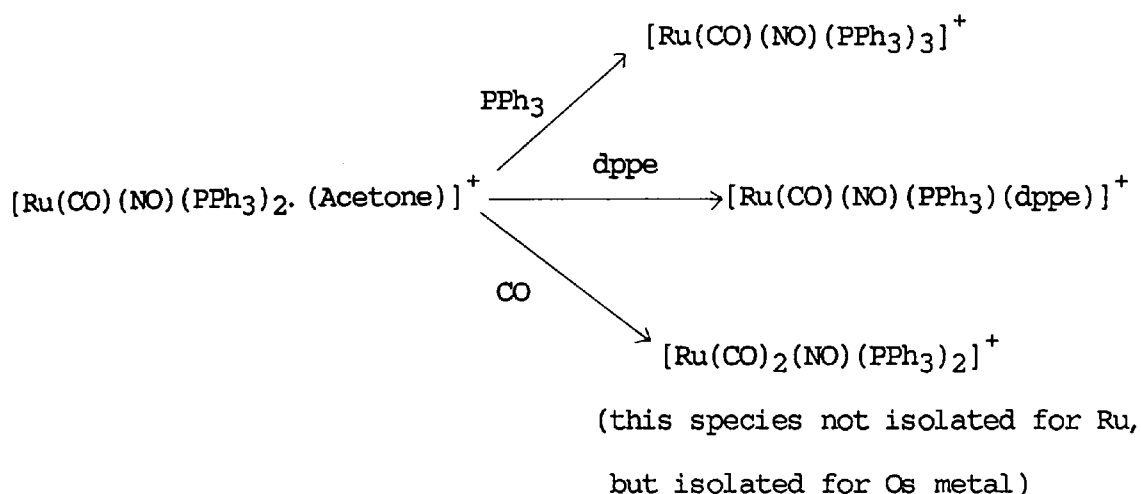 [Ru(CO)(NO)(PPh3)3]+
PPh3
dppe
[Ru(CO)(NO)(PPh3)2. (Acetone)]+
[Ru(CO)(NO)(PPh3)(dppe)]+
CO
[Ru(CO)2(NO)(PPh3)2]+
(this species not isolated for Ru,
but isolated for Os metal)